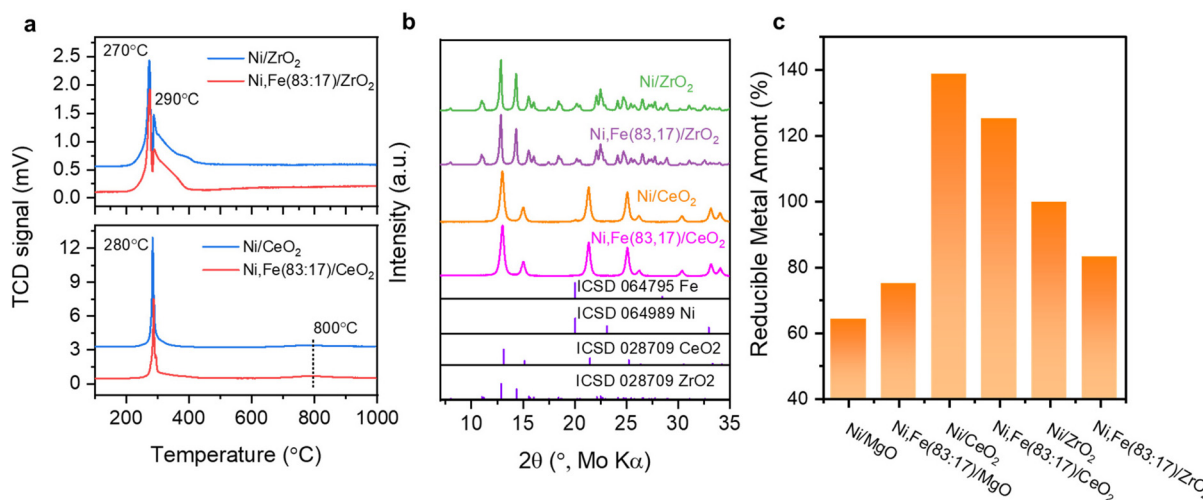 a
270°C
290°C
Ni/ZrO₂
Ni,Fe(83:17)/ZrO₂
2.5
2.0
1.5
1.0
0.5
0.0
TCD signal (mV)
280°C
Ni/CeO₂
Ni,Fe(83:17)/CeO₂
800°C
12
9
6
3
0
200 400 600 800 1000
Temperature (°C)
b
Intensity (a.u.)
Ni/ZrO₂
Ni,Fe(83,17)/ZrO₂
Ni/CeO₂
Ni,Fe(83,17)/CeO₂
ICSD 064795 Fe
ICSD 064989 Ni
ICSD 028709 CeO2
ICSD 028709 ZrO2
10 15 20 25 30 35
2θ (°, Mo Kα)
c
Reducible Metal Amont (%)
140
120
100
80
60
40
Ni/MgO
Ni,Fe(83:17)/MgO
Ni/CeO₂
Ni,Fe(83:17)/CeO₂
Ni/ZrO₂
Ni,Fe(83:17)/ZrO